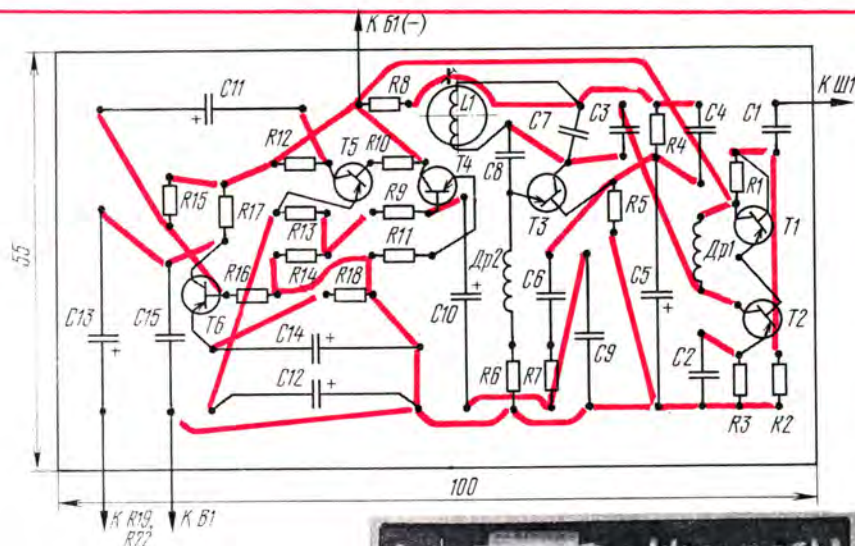 К Б1(–)
К Ш1
C11
R8
L1
C7
C3
C4
C1
R12
T5
R10
T4
C8
R4
R1
R15
R17
R13
R9
T3
R5
T1
Др1
R16
R14
R11
Др2
C6
C5
T2
T6
R18
C10
C13
C15
C14
C9
C2
C12
R6
R7
R3
R2
55
100
К R19,
R22
К Б1